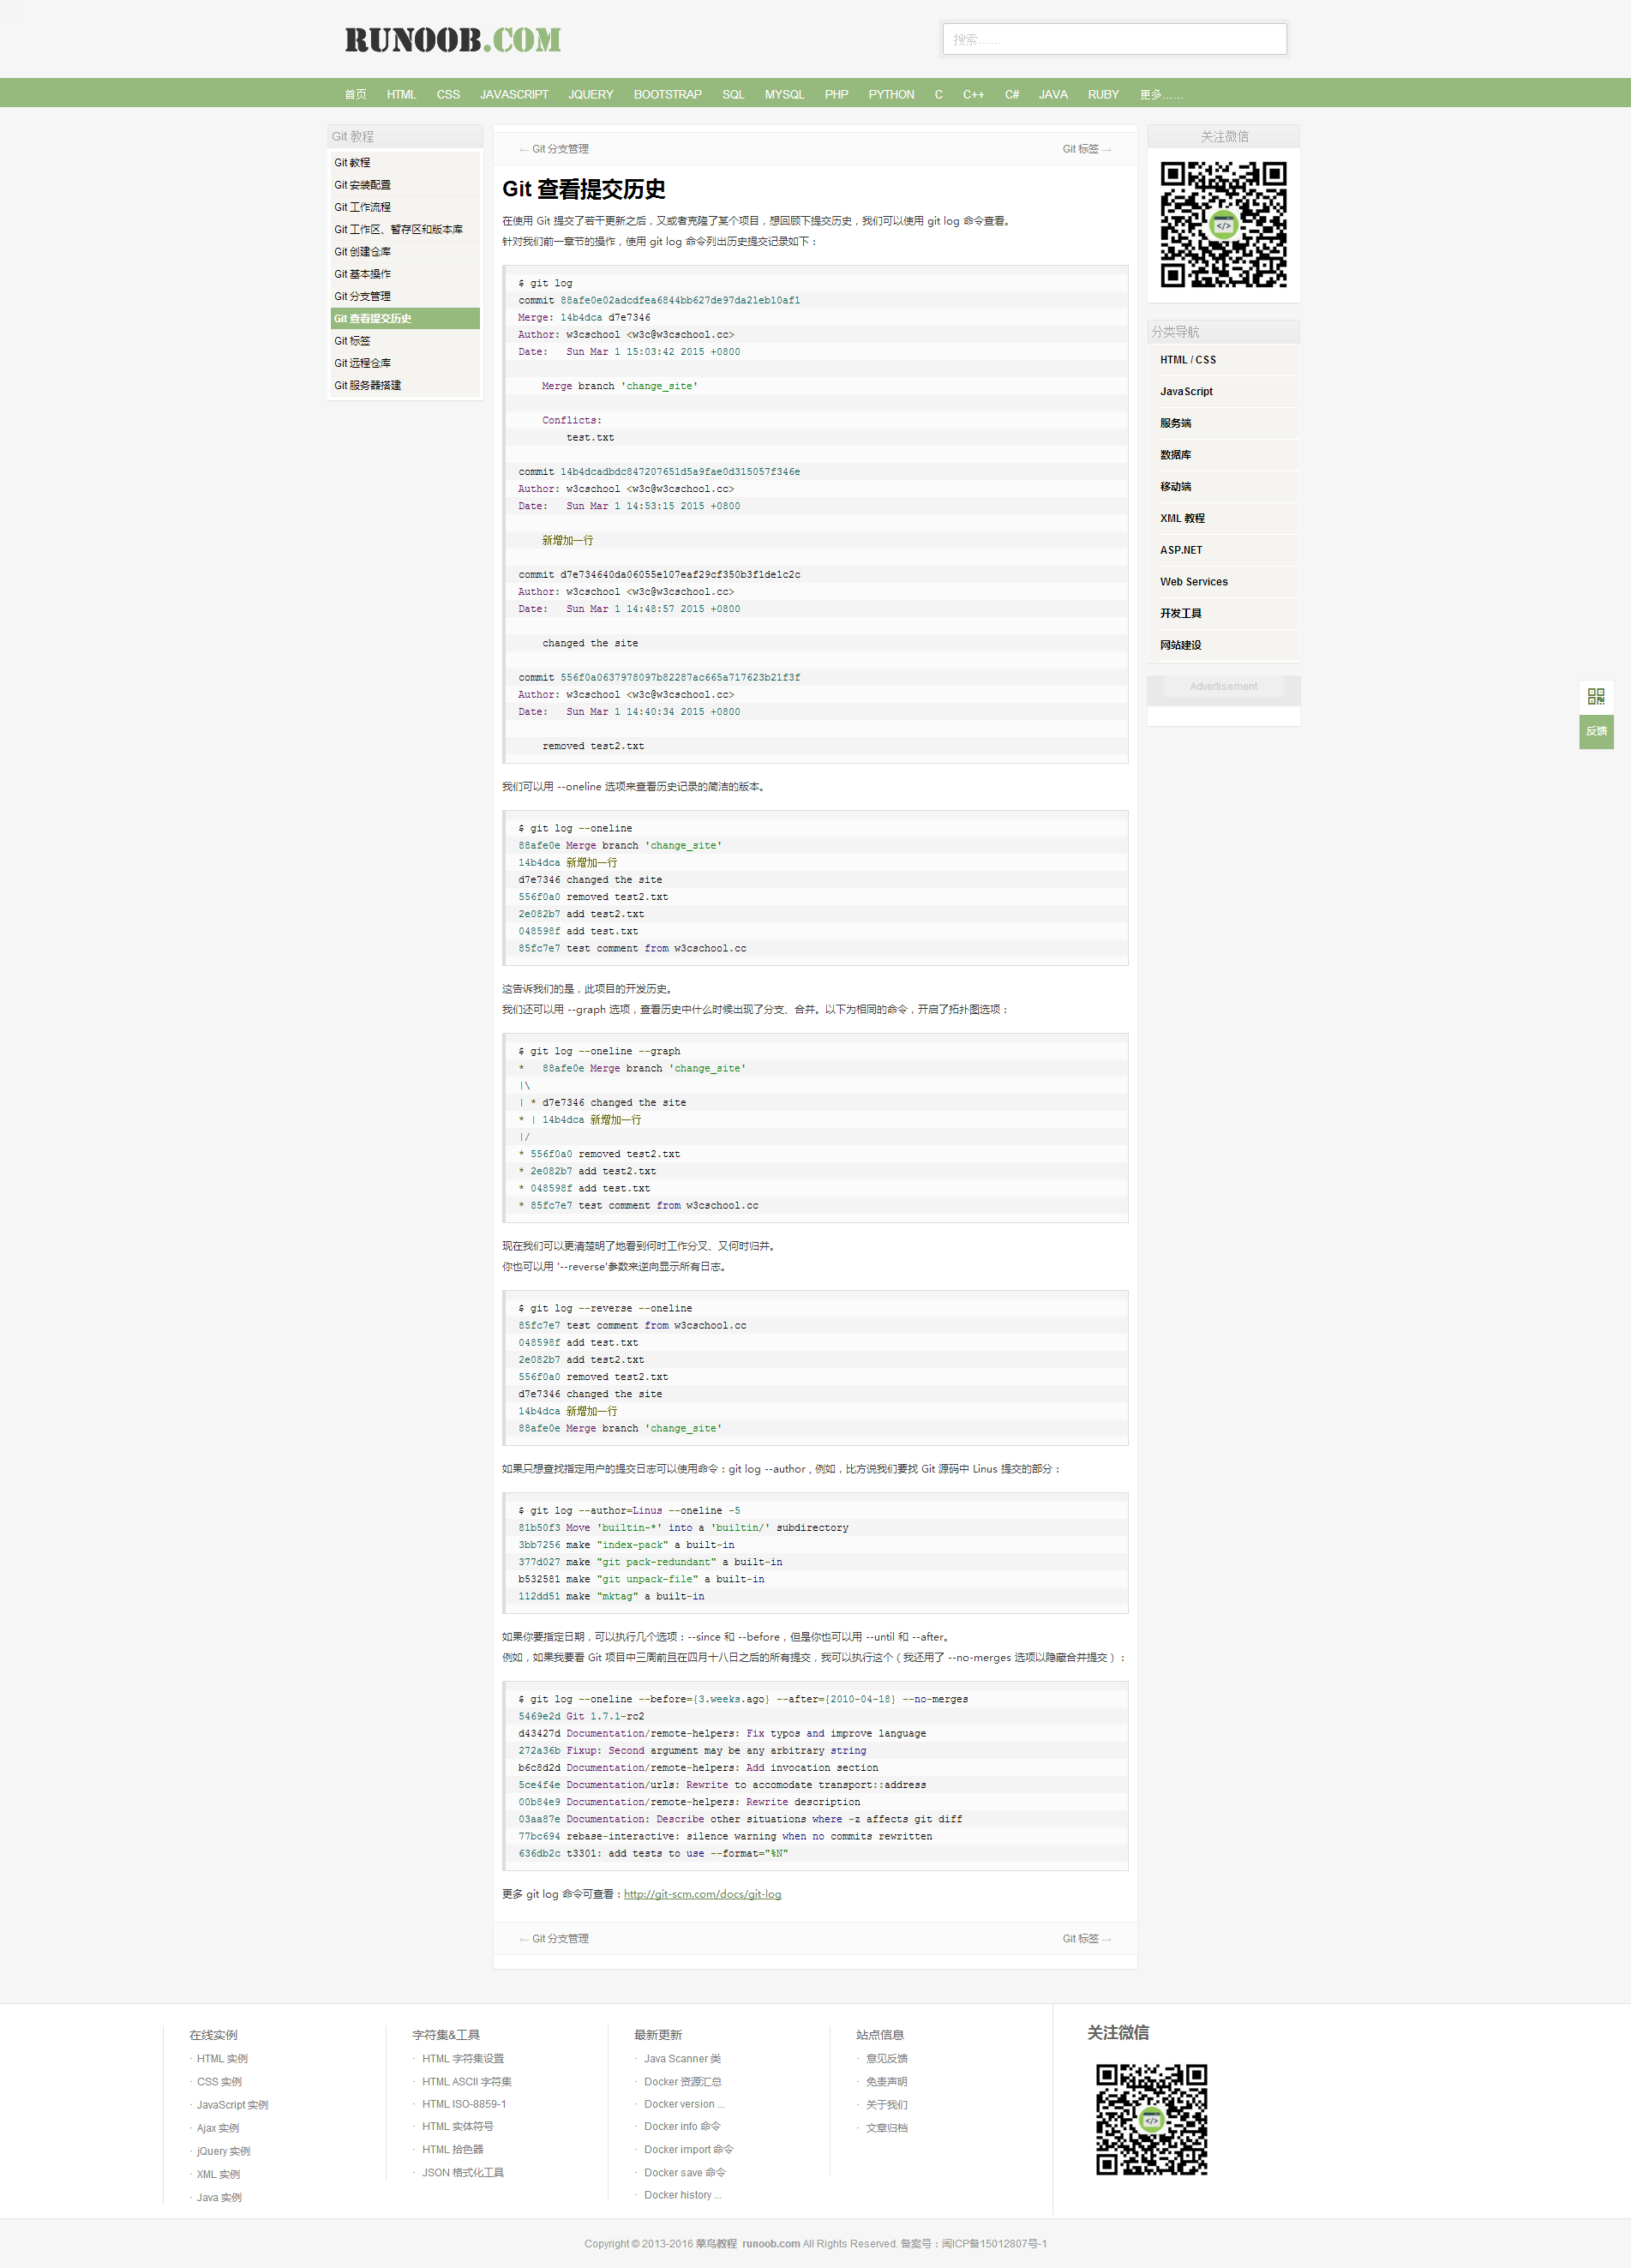 RUNOOB.COM
搜索……
首页 HTML CSS JAVASCRIPT JQUERY BOOTSTRAP SQL MYSQL PHP PYTHON C C++ C# JAVA RUBY 更多……
Git 教程
Git 教程
Git 安装配置
Git 工作流程
Git 工作区、暂存区和版本库
Git 创建仓库
Git 基本操作
Git 分支管理
Git 查看提交历史
Git 标签
Git 远程仓库
Git 服务器搭建
← Git 分支管理 Git 标签 →
Git 查看提交历史
在使用 Git 提交了若干更新之后，又或者克隆了某个项目，想回顾下提交历史，我们可以使用 git log 命令查看。
针对我们前一章节的操作，使用 git log 命令列出历史提交记录如下：
$ git log
commit 88afe0e02adcdfea6844bb627de97da21eb10af1
Merge: 14b4dca d7e7346
Author: w3cschool <w3c@w3cschool.cc>
Date:   Sun Mar 1 15:03:42 2015 +0800
Merge branch 'change_site'
Conflicts:
test.txt
commit 14b4dcadbdc847207651d5a9fae0d315057f346e
Author: w3cschool <w3c@w3cschool.cc>
Date:   Sun Mar 1 14:53:15 2015 +0800
新增加一行
commit d7e734640da06055e107eaf29cf350b3f1de1c2c
Author: w3cschool <w3c@w3cschool.cc>
Date:   Sun Mar 1 14:48:57 2015 +0800
changed the site
commit 556f0a0637978097b82287ac665a717623b21f3f
Author: w3cschool <w3c@w3cschool.cc>
Date:   Sun Mar 1 14:40:34 2015 +0800
removed test2.txt
我们可以用 --oneline 选项来查看历史记录的简洁的版本。
$ git log --oneline
88afe0e Merge branch 'change_site'
14b4dca 新增加一行
d7e7346 changed the site
556f0a0 removed test2.txt
2e082b7 add test2.txt
048598f add test.txt
85fc7e7 test comment from w3cschool.cc
这告诉我们的是，此项目的开发历史。
我们还可以用 --graph 选项，查看历史中什么时候出现了分支、合并。以下为相同的命令，开启了拓扑图选项：
$ git log --oneline --graph
*   88afe0e Merge branch 'change_site'
|\
| * d7e7346 changed the site
* | 14b4dca 新增加一行
|/
* 556f0a0 removed test2.txt
* 2e082b7 add test2.txt
* 048598f add test.txt
* 85fc7e7 test comment from w3cschool.cc
现在我们可以更清楚明了地看到何时工作分叉、又何时归并。
你也可以用 '--reverse'参数来逆向显示所有日志。
$ git log --reverse --oneline
85fc7e7 test comment from w3cschool.cc
048598f add test.txt
2e082b7 add test2.txt
556f0a0 removed test2.txt
d7e7346 changed the site
14b4dca 新增加一行
88afe0e Merge branch 'change_site'
如果只想查找指定用户的提交日志可以使用命令：git log --author , 例如，比方说我们要找 Git 源码中 Linus 提交的部分：
$ git log --author=Linus --oneline -5
81b50f3 Move 'builtin-*' into a 'builtin/' subdirectory
3bb7256 make "index-pack" a built-in
377d027 make "git pack-redundant" a built-in
b532581 make "git unpack-file" a built-in
112dd51 make "mktag" a built-in
如果你要指定日期，可以执行几个选项：--since 和 --before，但是你也可以用 --until 和 --after。
例如，如果我要看 Git 项目中三周前且在四月十八日之后的所有提交，我可以执行这个（我还用了 --no-merges 选项以隐藏合并提交）：
$ git log --oneline --before={3.weeks.ago} --after={2010-04-18} --no-merges
5469e2d Git 1.7.1-rc2
d43427d Documentation/remote-helpers: Fix typos and improve language
272a36b Fixup: Second argument may be any arbitrary string
b6c8d2d Documentation/remote-helpers: Add invocation section
5ce4f4e Documentation/urls: Rewrite to accomodate transport::address
00b84e9 Documentation/remote-helpers: Rewrite description
03aa87e Documentation: Describe other situations where -z affects git diff
77bc694 rebase-interactive: silence warning when no commits rewritten
636db2c t3301: add tests to use --format="%N"
更多 git log 命令可查看：http://git-scm.com/docs/git-log
← Git 分支管理 Git 标签 →
关注微信
分类导航
HTML / CSS
JavaScript
服务端
数据库
移动端
XML 教程
ASP.NET
Web Services
开发工具
网站建设
Advertisement
反馈
在线实例
· HTML 实例
· CSS 实例
· JavaScript 实例
· Ajax 实例
· jQuery 实例
· XML 实例
· Java 实例
字符集&工具
· HTML 字符集设置
· HTML ASCII 字符集
· HTML ISO-8859-1
· HTML 实体符号
· HTML 拾色器
· JSON 格式化工具
最新更新
· Java Scanner 类
· Docker 资源汇总
· Docker version ...
· Docker info 命令
· Docker import 命令
· Docker save 命令
· Docker history ...
站点信息
· 意见反馈
· 免责声明
· 关于我们
· 文章归档
关注微信
Copyright © 2013-2016 菜鸟教程 runoob.com All Rights Reserved. 备案号：闽ICP备15012807号-1